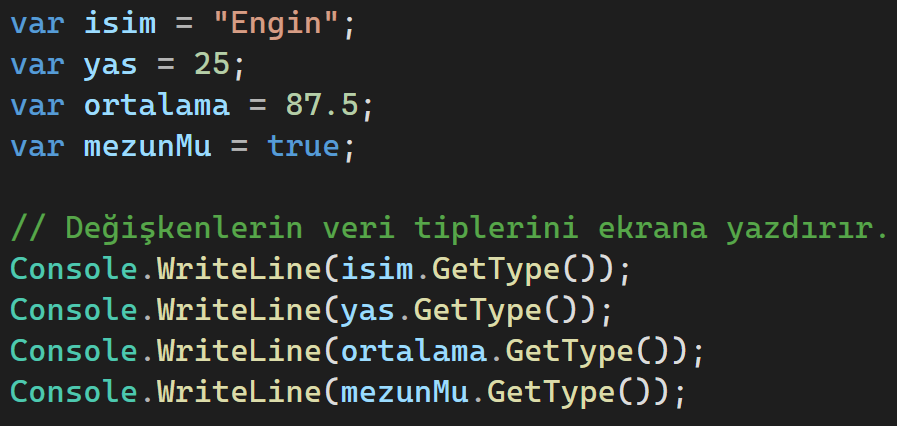 var isim = "Engin";
var yas = 25;
var ortalama = 87.5;
var mezunMu = true;
// Değişkenlerin veri tiplerini ekrana yazdırır.
Console.WriteLine(isim.GetType());
Console.WriteLine(yas.GetType());
Console.WriteLine(ortalama.GetType());
Console.WriteLine(mezunMu.GetType());